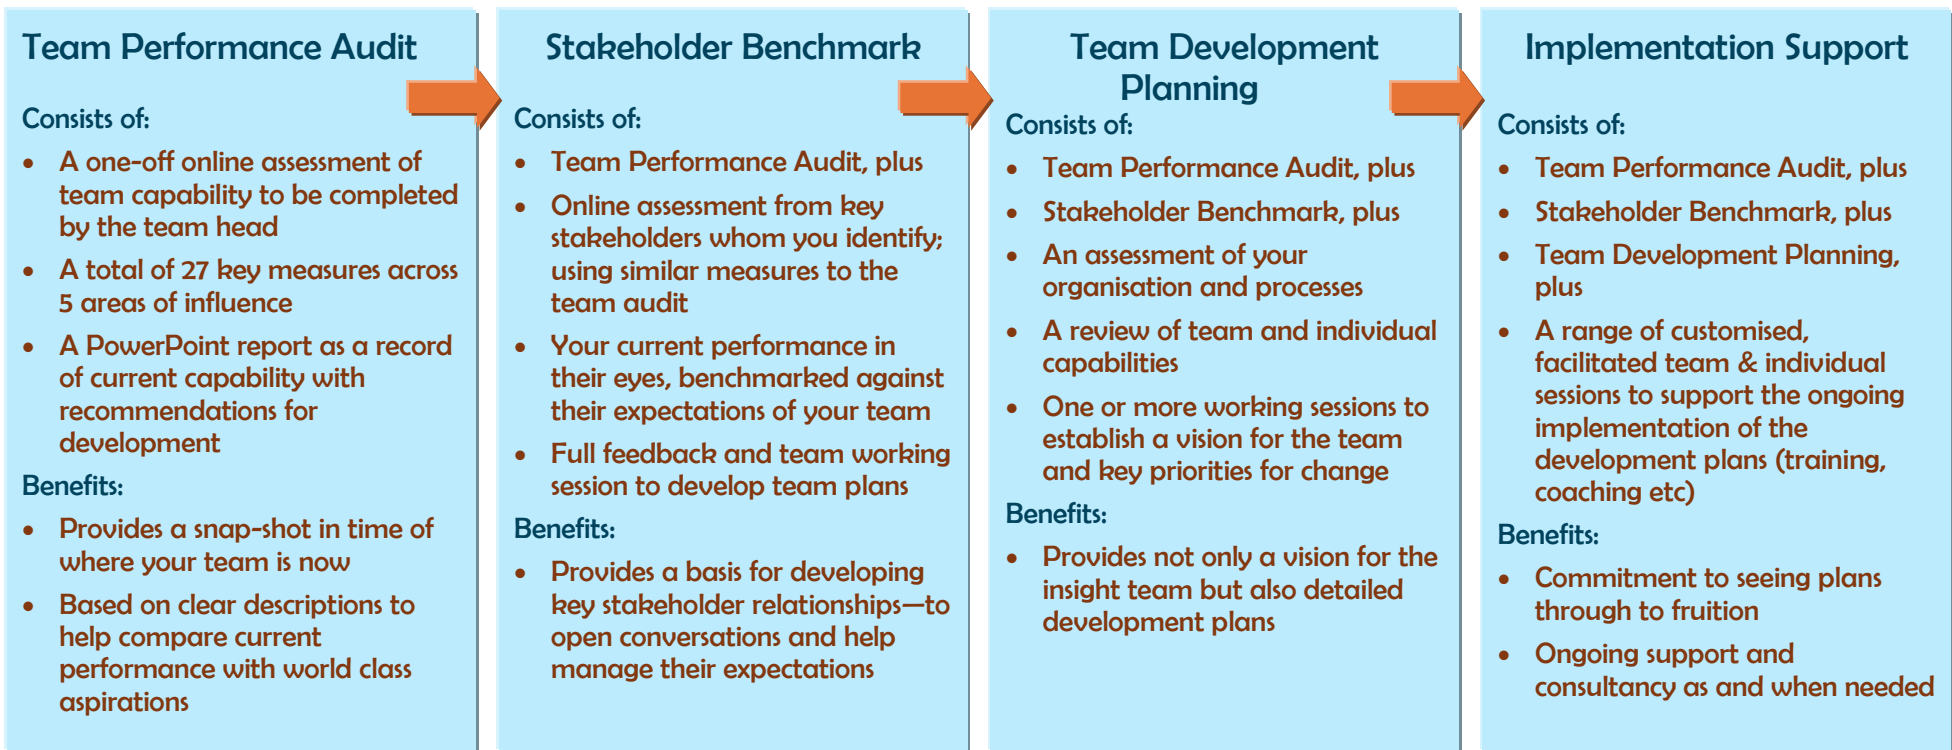 Team Performance Audit
Consists of:
• A one-off online assessment of
team capability to be completed
by the team head
• A total of 27 key measures across
5 areas of influence
• A PowerPoint report as a record
of current capability with
recommendations for
development
Benefits:
• Provides a snap-shot in time of
where your team is now
• Based on clear descriptions to
help compare current
performance with world class
aspirations
Stakeholder Benchmark
Consists of:
• Team Performance Audit, plus
• Online assessment from key
stakeholders whom you identify;
using similar measures to the
team audit
• Your current performance in
their eyes, benchmarked against
their expectations of your team
• Full feedback and team working
session to develop team plans
Benefits:
• Provides a basis for developing
key stakeholder relationships—to
open conversations and help
manage their expectations
Team Development
Planning
Consists of:
• Team Performance Audit, plus
• Stakeholder Benchmark, plus
• An assessment of your
organisation and processes
• A review of team and individual
capabilities
• One or more working sessions to
establish a vision for the team
and key priorities for change
Benefits:
• Provides not only a vision for the
insight team but also detailed
development plans
Implementation Support
Consists of:
• Team Performance Audit, plus
• Stakeholder Benchmark, plus
• Team Development Planning,
plus
• A range of customised,
facilitated team & individual
sessions to support the ongoing
implementation of the
development plans (training,
coaching etc)
Benefits:
• Commitment to seeing plans
through to fruition
• Ongoing support and
consultancy as and when needed